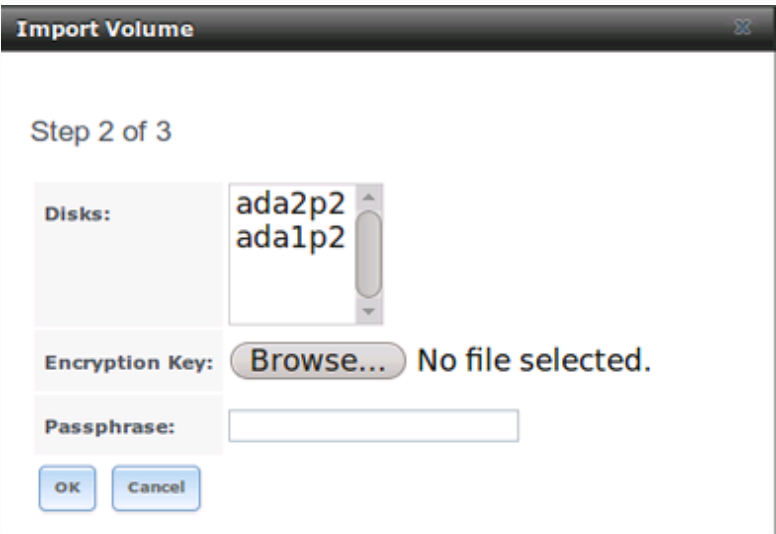 Import Volume
Step 2 of 3
Disks:
ada2p2
ada1p2
Encryption Key: Browse... No file selected.
Passphrase:
OK Cancel